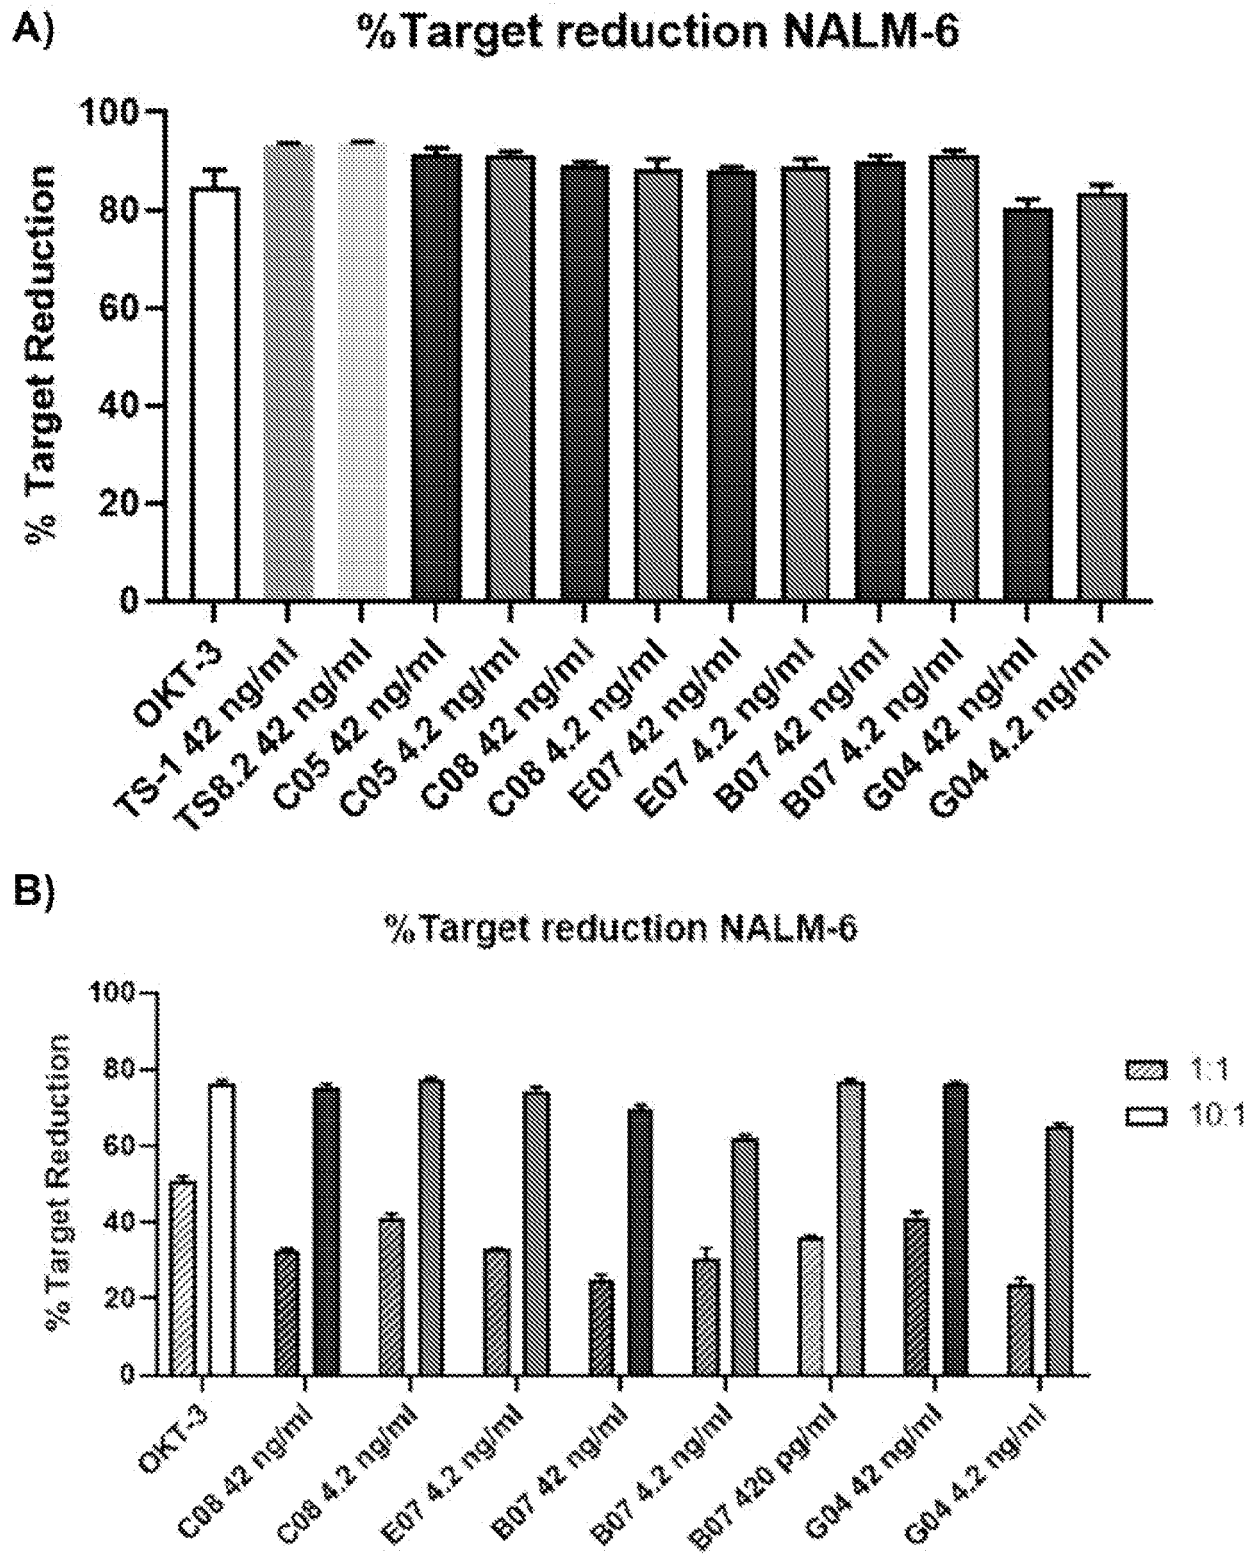 A)
%Target reduction NALM-6
% Target Reduction
100
80
60
40
20
0
OKT-3
TS-1 42 ng/ml
TS8.2 42 ng/ml
C05 42 ng/ml
C05 4.2 ng/ml
C08 42 ng/ml
C08 4.2 ng/ml
E07 42 ng/ml
E07 4.2 ng/ml
B07 42 ng/ml
B07 4.2 ng/ml
G04 42 ng/ml
G04 4.2 ng/ml
B)
%Target reduction NALM-6
% Target Reduction
100
80
60
40
20
0
1:1
10:1
OKT-3
C08 42 ng/ml
C08 4.2 ng/ml
E07 4.2 ng/ml
B07 42 ng/ml
B07 4.2 ng/ml
B07 420 pg/ml
G04 42 ng/ml
G04 4.2 ng/ml